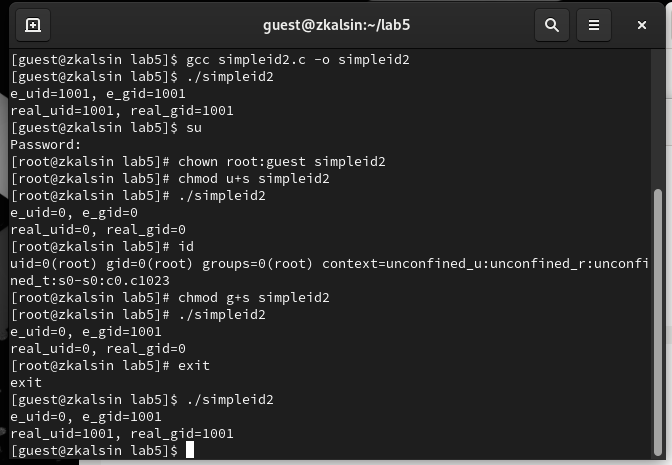 guest@zkalsin:~/lab5
[guest@zkalsin lab5]$ gcc simpleid2.c -o simpleid2
[guest@zkalsin lab5]$ ./simpleid2
e_uid=1001, e_gid=1001
real_uid=1001, real_gid=1001
[guest@zkalsin lab5]$ su
Password:
[root@zkalsin lab5]# chown root:guest simpleid2
[root@zkalsin lab5]# chmod u+s simpleid2
[root@zkalsin lab5]# ./simpleid2
e_uid=0, e_gid=0
real_uid=0, real_gid=0
[root@zkalsin lab5]# id
uid=0(root) gid=0(root) groups=0(root) context=unconfined_u:unconfined_r:unconfi
ned_t:s0-s0:c0.c1023
[root@zkalsin lab5]# chmod g+s simpleid2
[root@zkalsin lab5]# ./simpleid2
e_uid=0, e_gid=1001
real_uid=0, real_gid=0
[root@zkalsin lab5]# exit
exit
[guest@zkalsin lab5]$ ./simpleid2
e_uid=0, e_gid=1001
real_uid=1001, real_gid=1001
[guest@zkalsin lab5]$